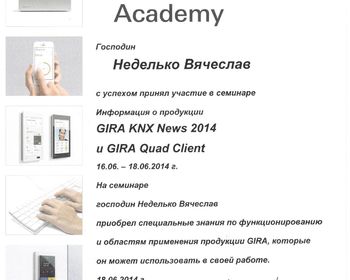 Academy
Господин
Неделько Вячеслав
с успехом принял участие в семинаре
Информация о продукции
GIRA KNX News 2014
и GIRA Quad Client
16.06. – 18.06.2014 г.
На семинаре
господин Неделько Вячеслав
приобрел специальные знания по функционированию
и областям применения продукции GIRA, которые
он может использовать в своей работе.
18.06.2014 г.